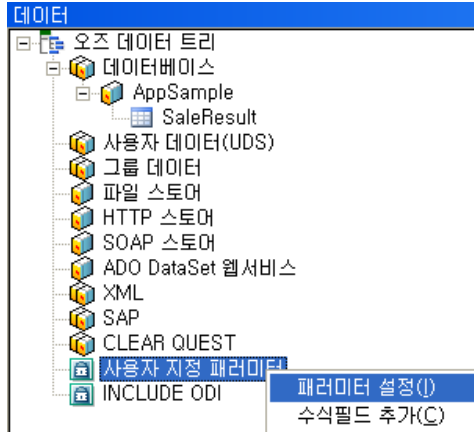 데이터
오즈 데이터 트리
데이터베이스
AppSample
SaleResult
사용자 데이터(UDS)
그룹 데이터
파일 스토어
HTTP 스토어
SOAP 스토어
ADO DataSet 웹서비스
XML
SAP
CLEAR QUEST
사용자 지정 패러미터
INCLUDE ODI
패러미터 설정(I)
수식필드 추가(C)